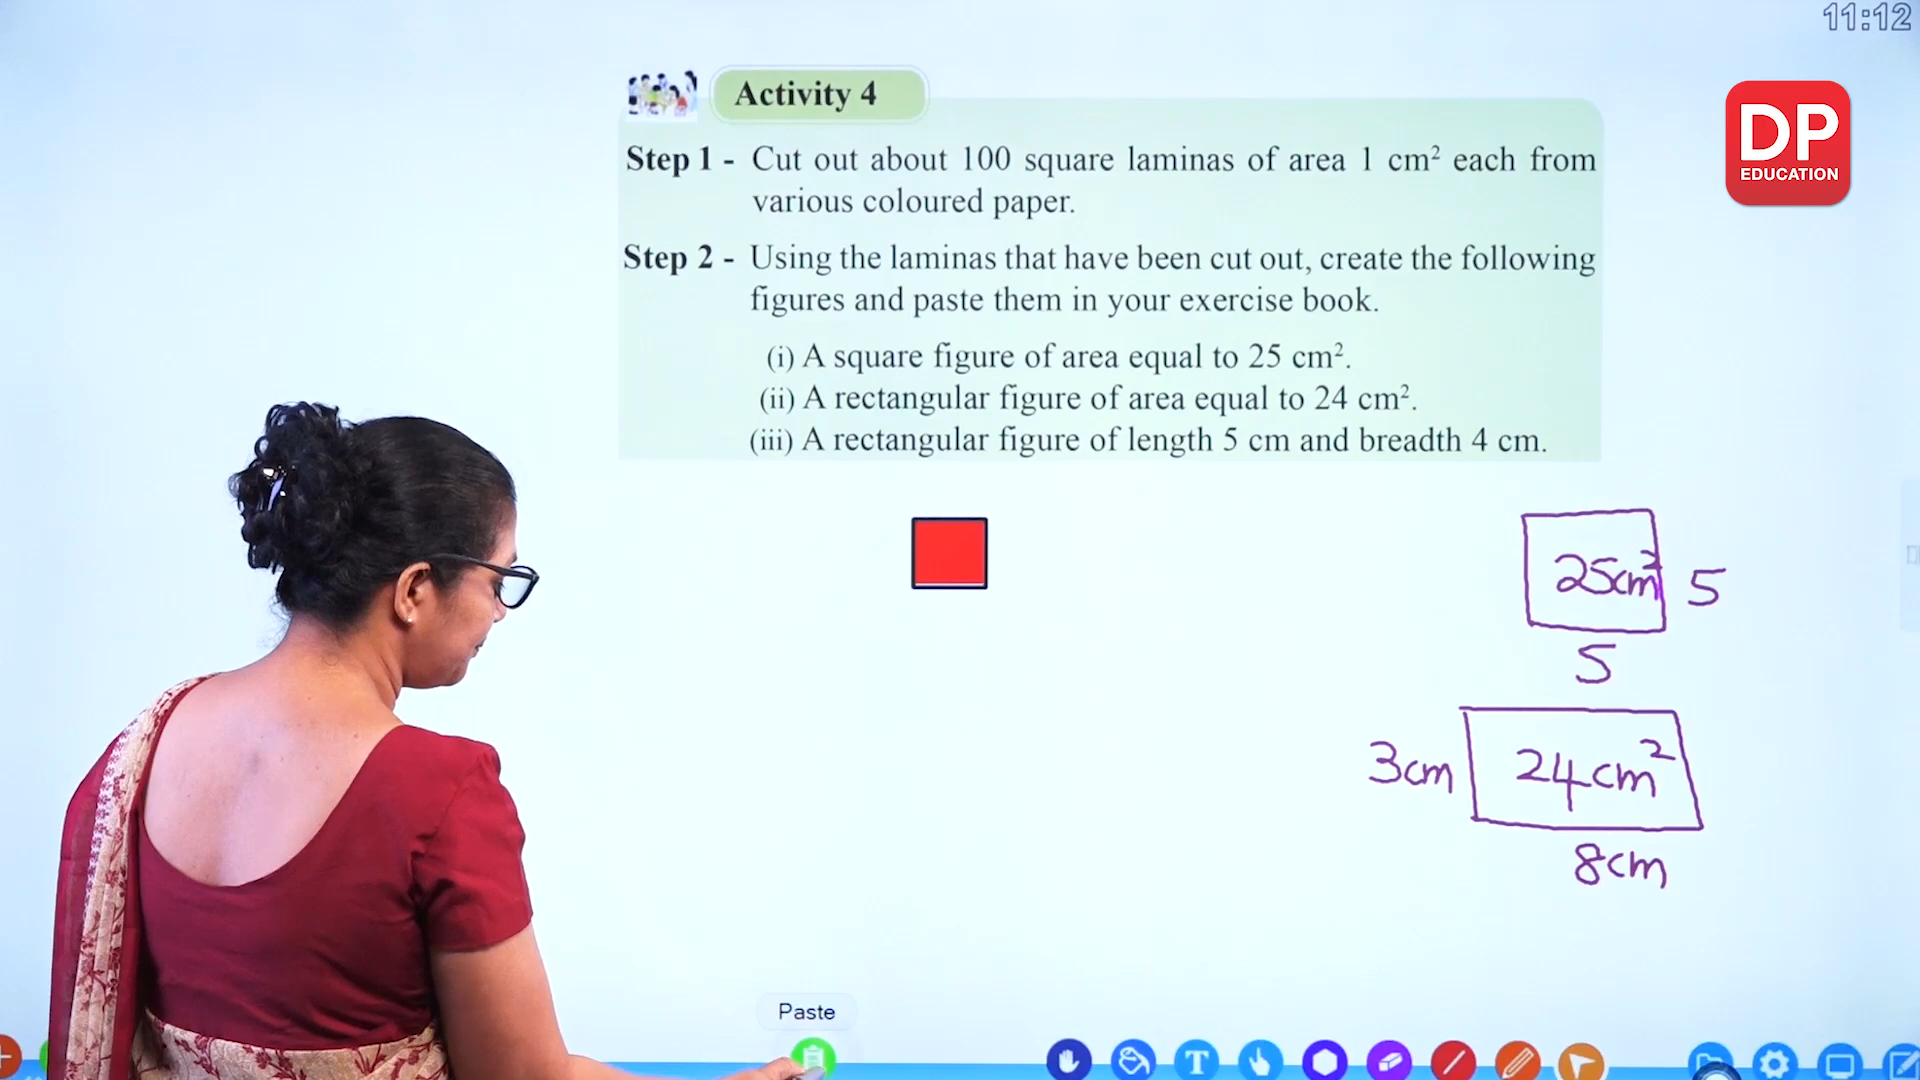 11:12
DP
EDUCATION
Activity 4
Step 1 - Cut out about 100 square laminas of area 1 cm² each from
various coloured paper.
Step 2 - Using the laminas that have been cut out, create the following
figures and paste them in your exercise book.
(i) A square figure of area equal to 25 cm².
(ii) A rectangular figure of area equal to 24 cm².
(iii) A rectangular figure of length 5 cm and breadth 4 cm.
25cm² 5
5
3cm 24cm²
8cm
Paste
T